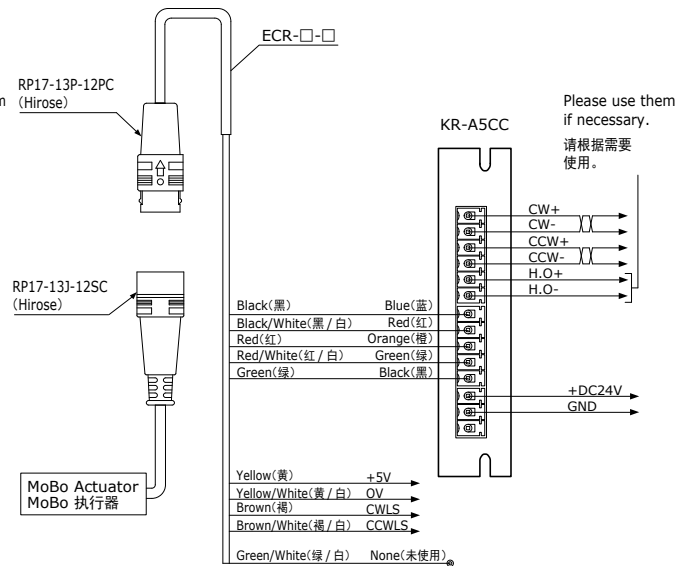 ECR-□-□
RP17-13P-12PC
m
(Hirose)
KR-A5CC
Please use them
if necessary.
请根据需要
使用。
CW+
CW-
CCW+
CCW-
H.O+
H.O-
RP17-13J-12SC
(Hirose)
Black(黑) Blue(蓝)
Black/White(黑 / 白) Red(红)
Red(红) Orange(橙)
Red/White(红 / 白) Green(绿)
Green(绿) Black(黑)
+DC24V
GND
MoBo Actuator
MoBo 执行器
Yellow(黄) +5V
Yellow/White(黄 / 白) OV
Brown(褐) CWLS
Brown/White(褐 / 白) CCWLS
Green/White(绿 / 白) None(未使用)